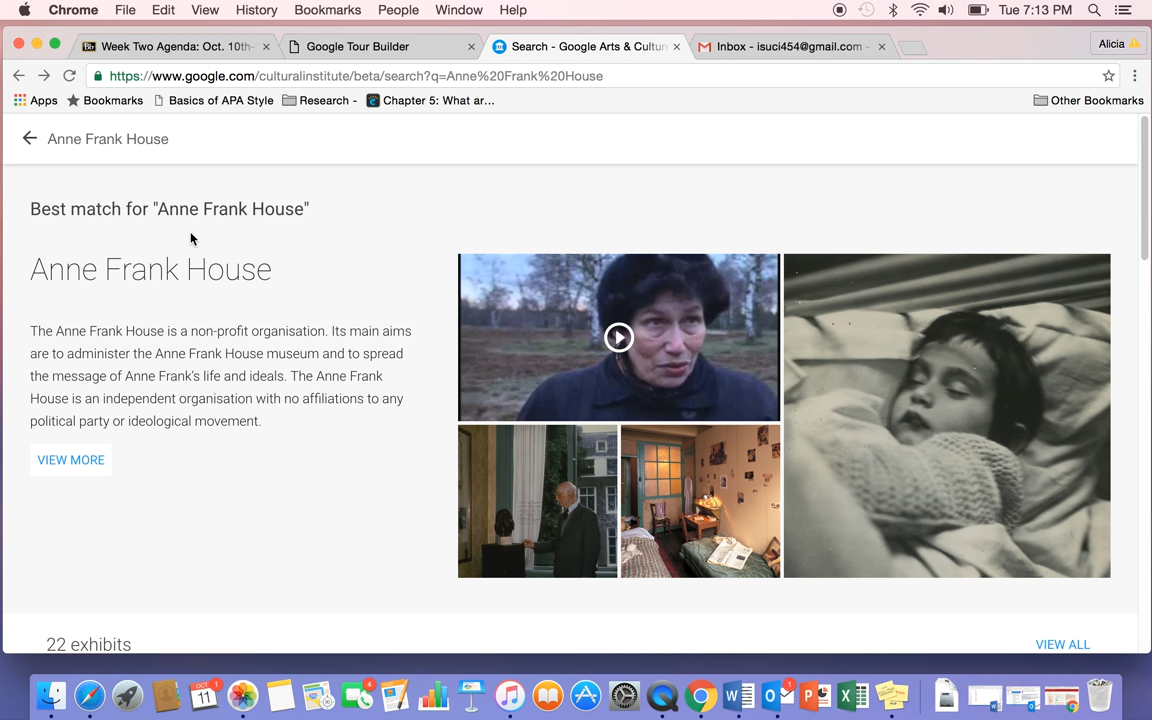 Chrome File Edit View History Bookmarks People Window Help Tue 7:13 PM
Week Two Agenda: Oct. 10th- Google Tour Builder Search - Google Arts & Cultur Inbox - isuci454@gmail.com - Alicia
https://www.google.com/culturalinstitute/beta/search?q=Anne%20Frank%20House
Apps Bookmarks Basics of APA Style Research - Chapter 5: What ar... Other Bookmarks
Anne Frank House
Best match for "Anne Frank House"
Anne Frank House
The Anne Frank House is a non-profit organisation. Its main aims
are to administer the Anne Frank House museum and to spread
the message of Anne Frank's life and ideals. The Anne Frank
House is an independent organisation with no affiliations to any
political party or ideological movement.
VIEW MORE
22 exhibits VIEW ALL
OCT 1 4 1
11